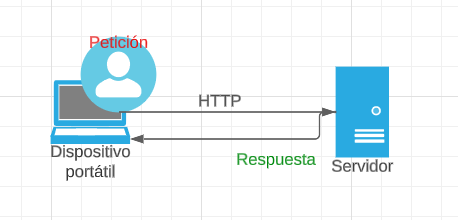 Petición
HTTP
Dispositivo
portátil
Respuesta
Servidor